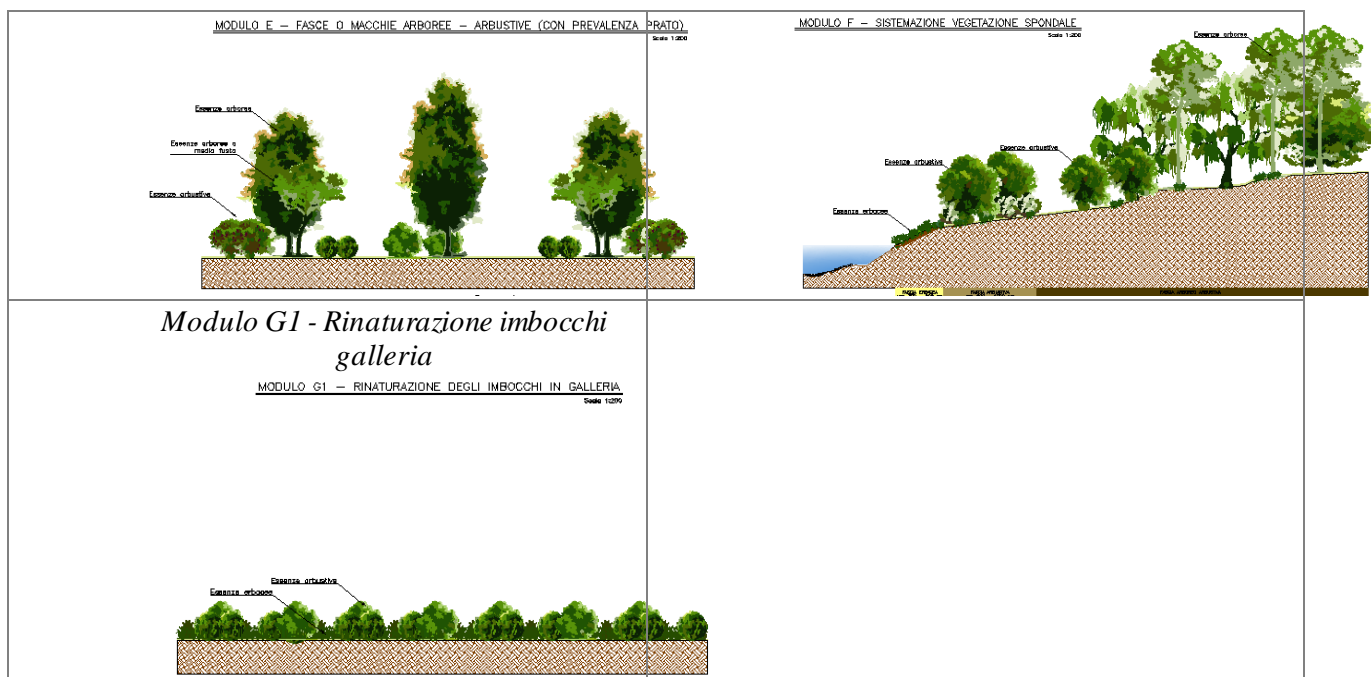 MODULO E – FASCE O MACCHIE ARBOREE – ARBUSTIVE (CON PREVALENZA PRATO)
Scala 1:200
Essenze arboree
Essenze arboree a
medio fusto
Essenze arbustive
MODULO F – SISTEMAZIONE VEGETAZIONE SPONDALE
Scala 1:200
Essenze arboree
Essenze arbustive
Essenze arbustive
Essenze erbacee
Modulo G1 - Rinaturazione imbocchi
galleria
MODULO G1 – RINATURAZIONE DEGLI IMBOCCHI IN GALLERIA
Scala 1:200
Essenze arbustive
Essenze erbacee